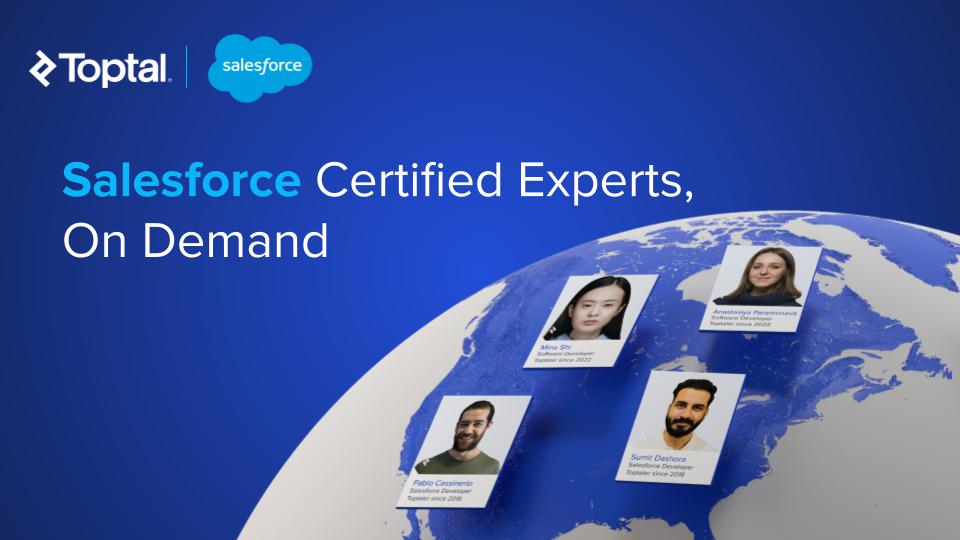 Toptal.
salesforce
Salesforce Certified Experts,
On Demand
Mina Shi
Software Developer
Toptaler since 2022
Anastasiya Paramonava
Software Developer
Toptaler since 2022
Pablo Cassinerio
Salesforce Developer
Toptaler since 2016
Sumit Dashora
Salesforce Developer
Toptaler since 2018